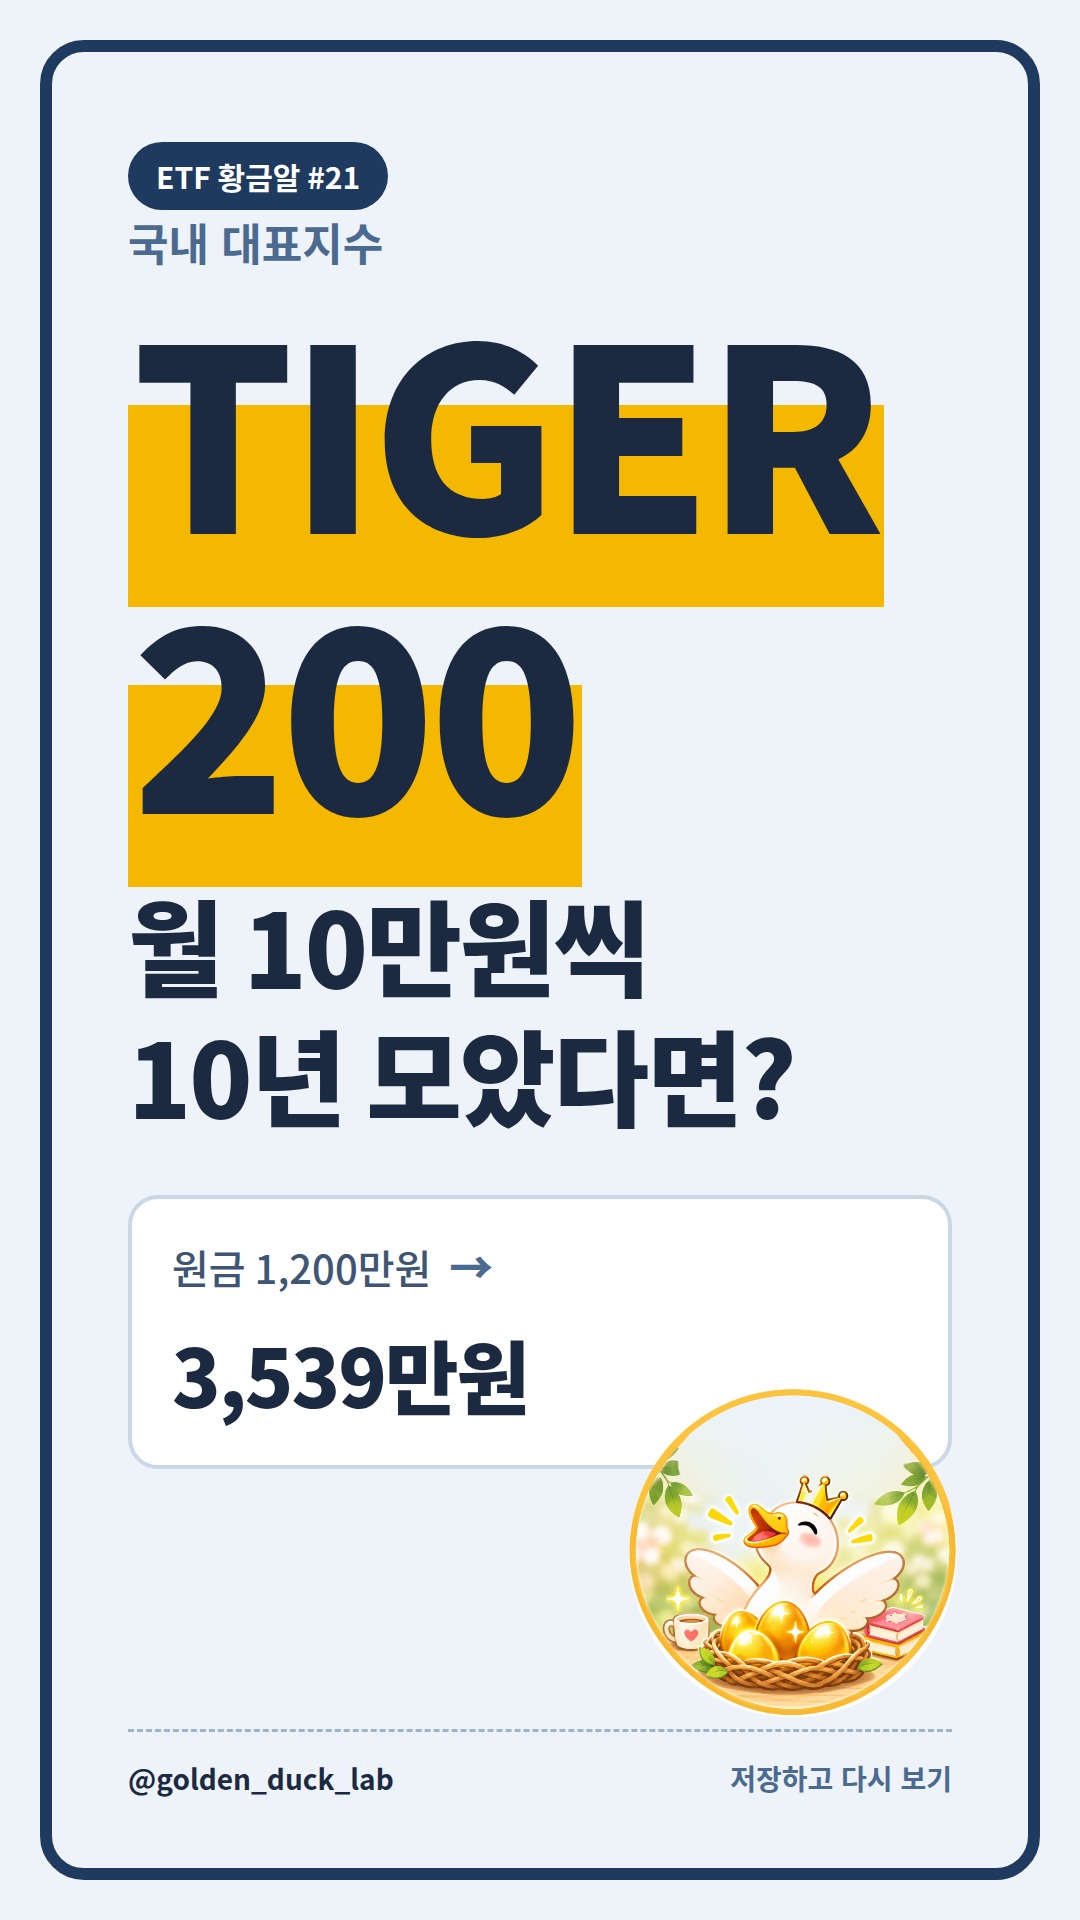 ETF 황금알 #21
국내 대표지수
TIGER
200
월 10만원씩
10년 모았다면?
원금 1,200만원 →
3,539만원
@golden_duck_lab
저장하고 다시 보기